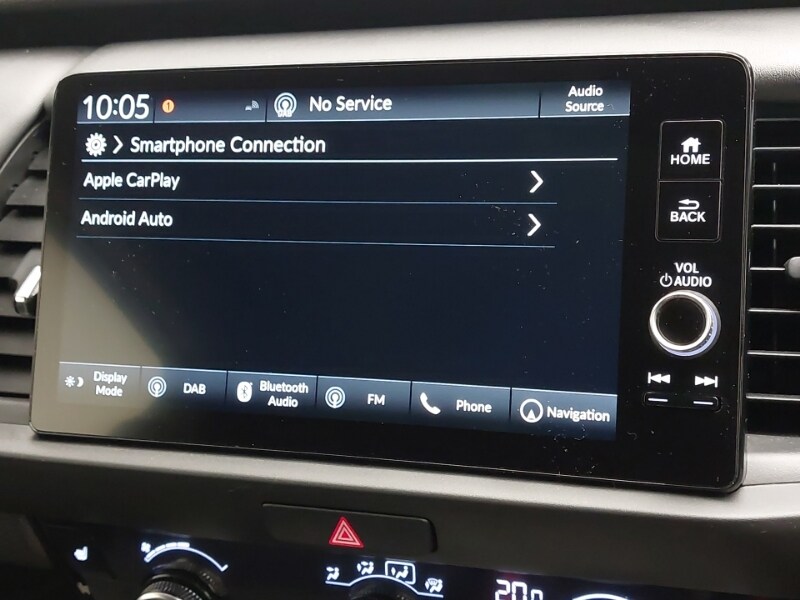 10:05
1
No Service
Audio
Source
Smartphone Connection
Apple CarPlay
Android Auto
HOME
BACK
VOL
AUDIO
Display
Mode
DAB
Bluetooth
Audio
FM
Phone
Navigation